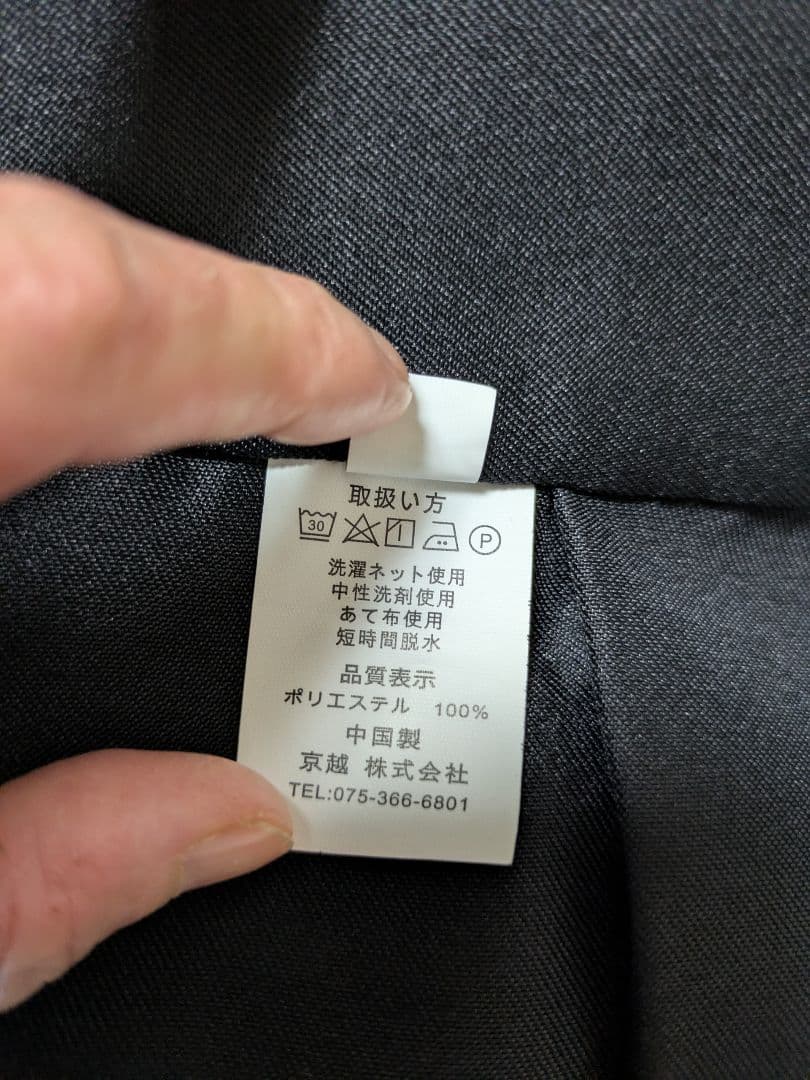 取扱い方
30 P
洗濯ネット使用
中性洗剤使用
あて布使用
短時間脱水
品質表示
ポリエステル 100%
中国製
京越 株式会社
TEL:075-366-6801